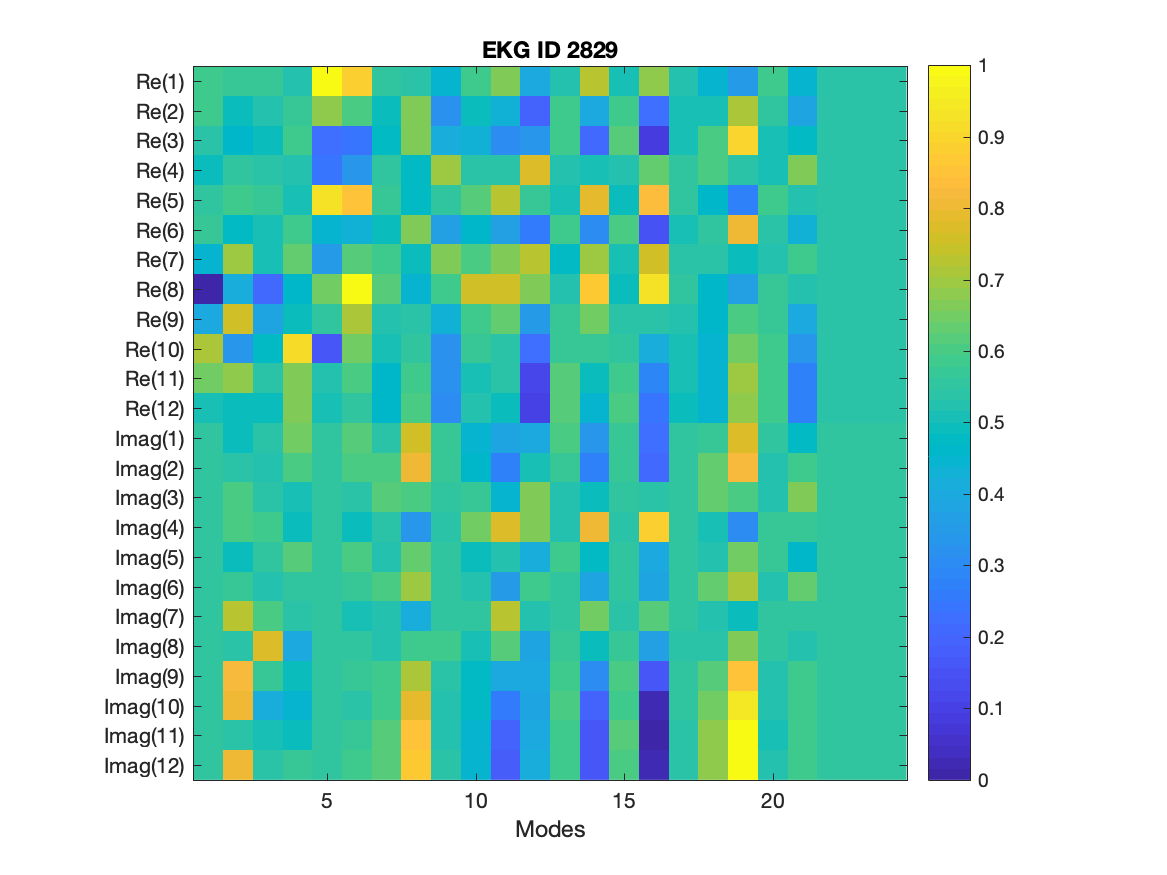 EKG ID 2829
Re(1)
Re(2)
Re(3)
Re(4)
Re(5)
Re(6)
Re(7)
Re(8)
Re(9)
Re(10)
Re(11)
Re(12)
Imag(1)
Imag(2)
Imag(3)
Imag(4)
Imag(5)
Imag(6)
Imag(7)
Imag(8)
Imag(9)
Imag(10)
Imag(11)
Imag(12)
5 10 15 20
Modes
1
0.9
0.8
0.7
0.6
0.5
0.4
0.3
0.2
0.1
0